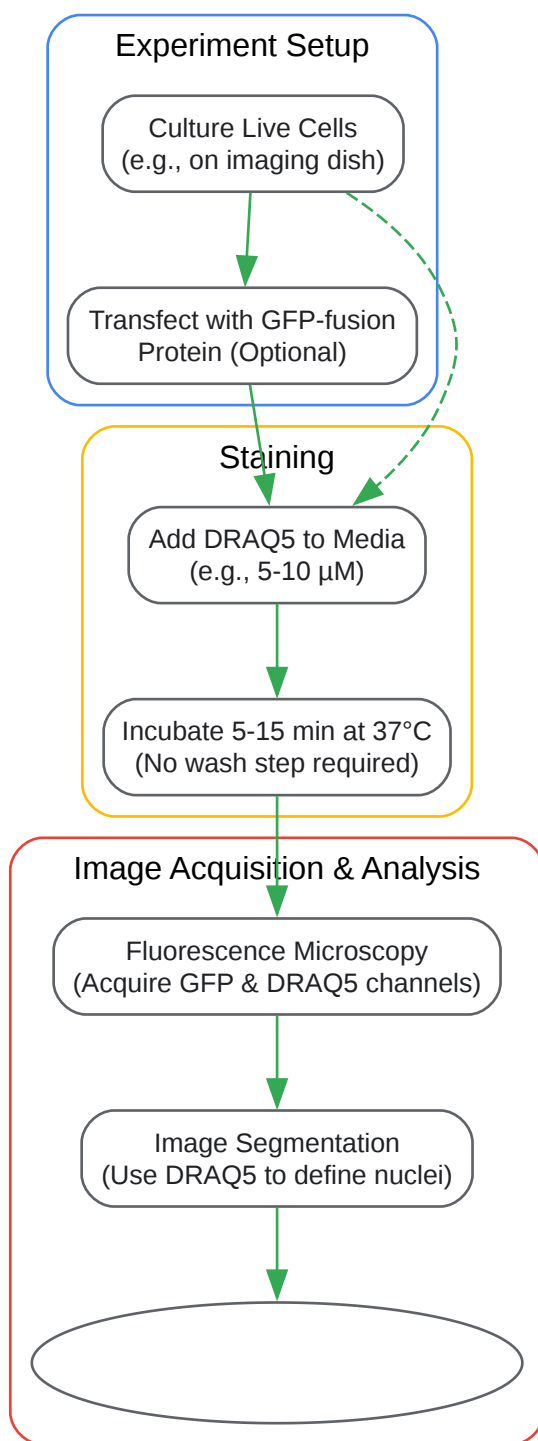 Experiment Setup
Culture Live Cells
(e.g., on imaging dish)
Transfect with GFP-fusion
Protein (Optional)
Staining
Add DRAQ5 to Media
(e.g., 5-10 µM)
Incubate 5-15 min at 37°C
(No wash step required)
Image Acquisition & Analysis
Fluorescence Microscopy
(Acquire GFP & DRAQ5 channels)
Image Segmentation
(Use DRAQ5 to define nuclei)